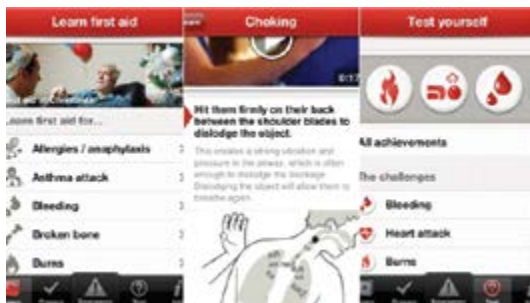 Learn first aid
Learn first aid for...
Allergies / anaphylaxis
Asthma attack
Bleeding
Broken bone
Burns
Choking
0:17
Hit them firmly on their back
between the shoulder blades to
dislodge the object.
This creates a strong vibration and
pressure in the airway, which is often
enough to dislodge the blockage.
Dislodging the object will allow them to
breathe again.
Test yourself
All achievements
The challenges
Bleeding
Heart attack
Burns